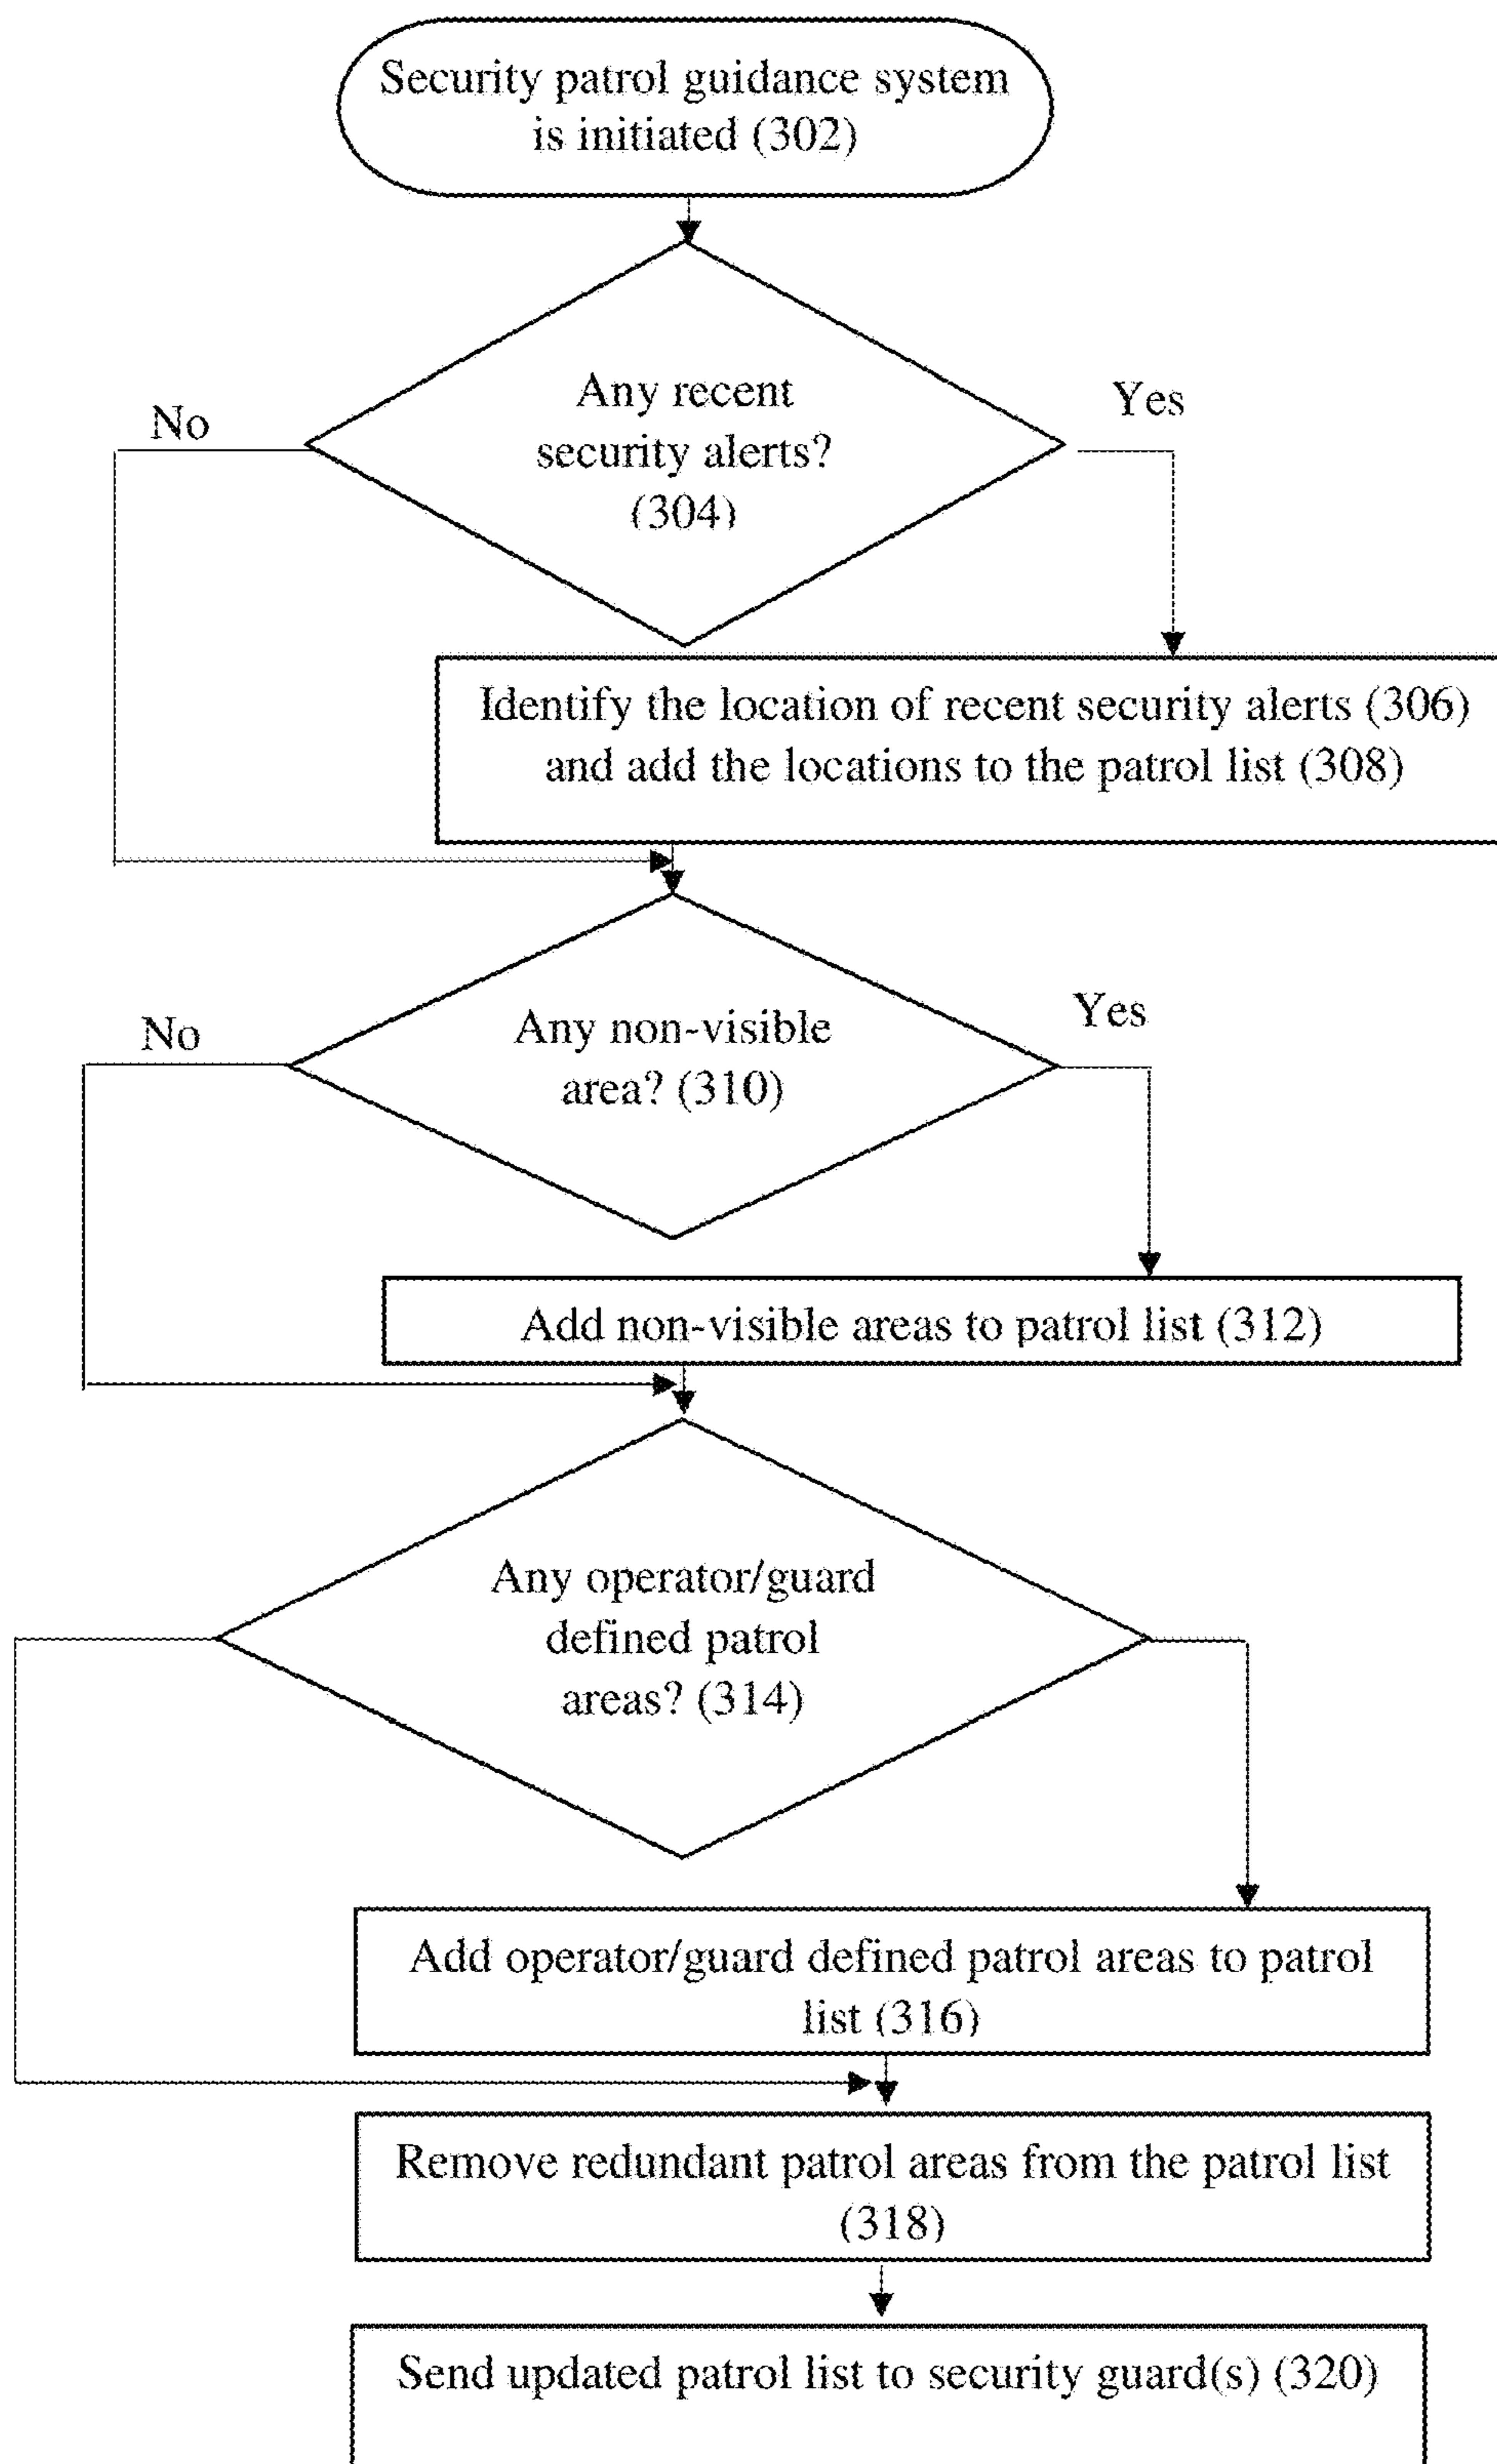 Security patrol guidance system
is initiated (302)
Any recent
security alerts?
(304)
No
Yes
Identify the location of recent security alerts (306)
and add the locations to the patrol list (308)
Any non-visible
area? (310)
No
Yes
Add non-visible areas to patrol list (312)
Any operator/guard
defined patrol
areas? (314)
Add operator/guard defined patrol areas to patrol
list (316)
Remove redundant patrol areas from the patrol list
(318)
Send updated patrol list to security guard(s) (320)